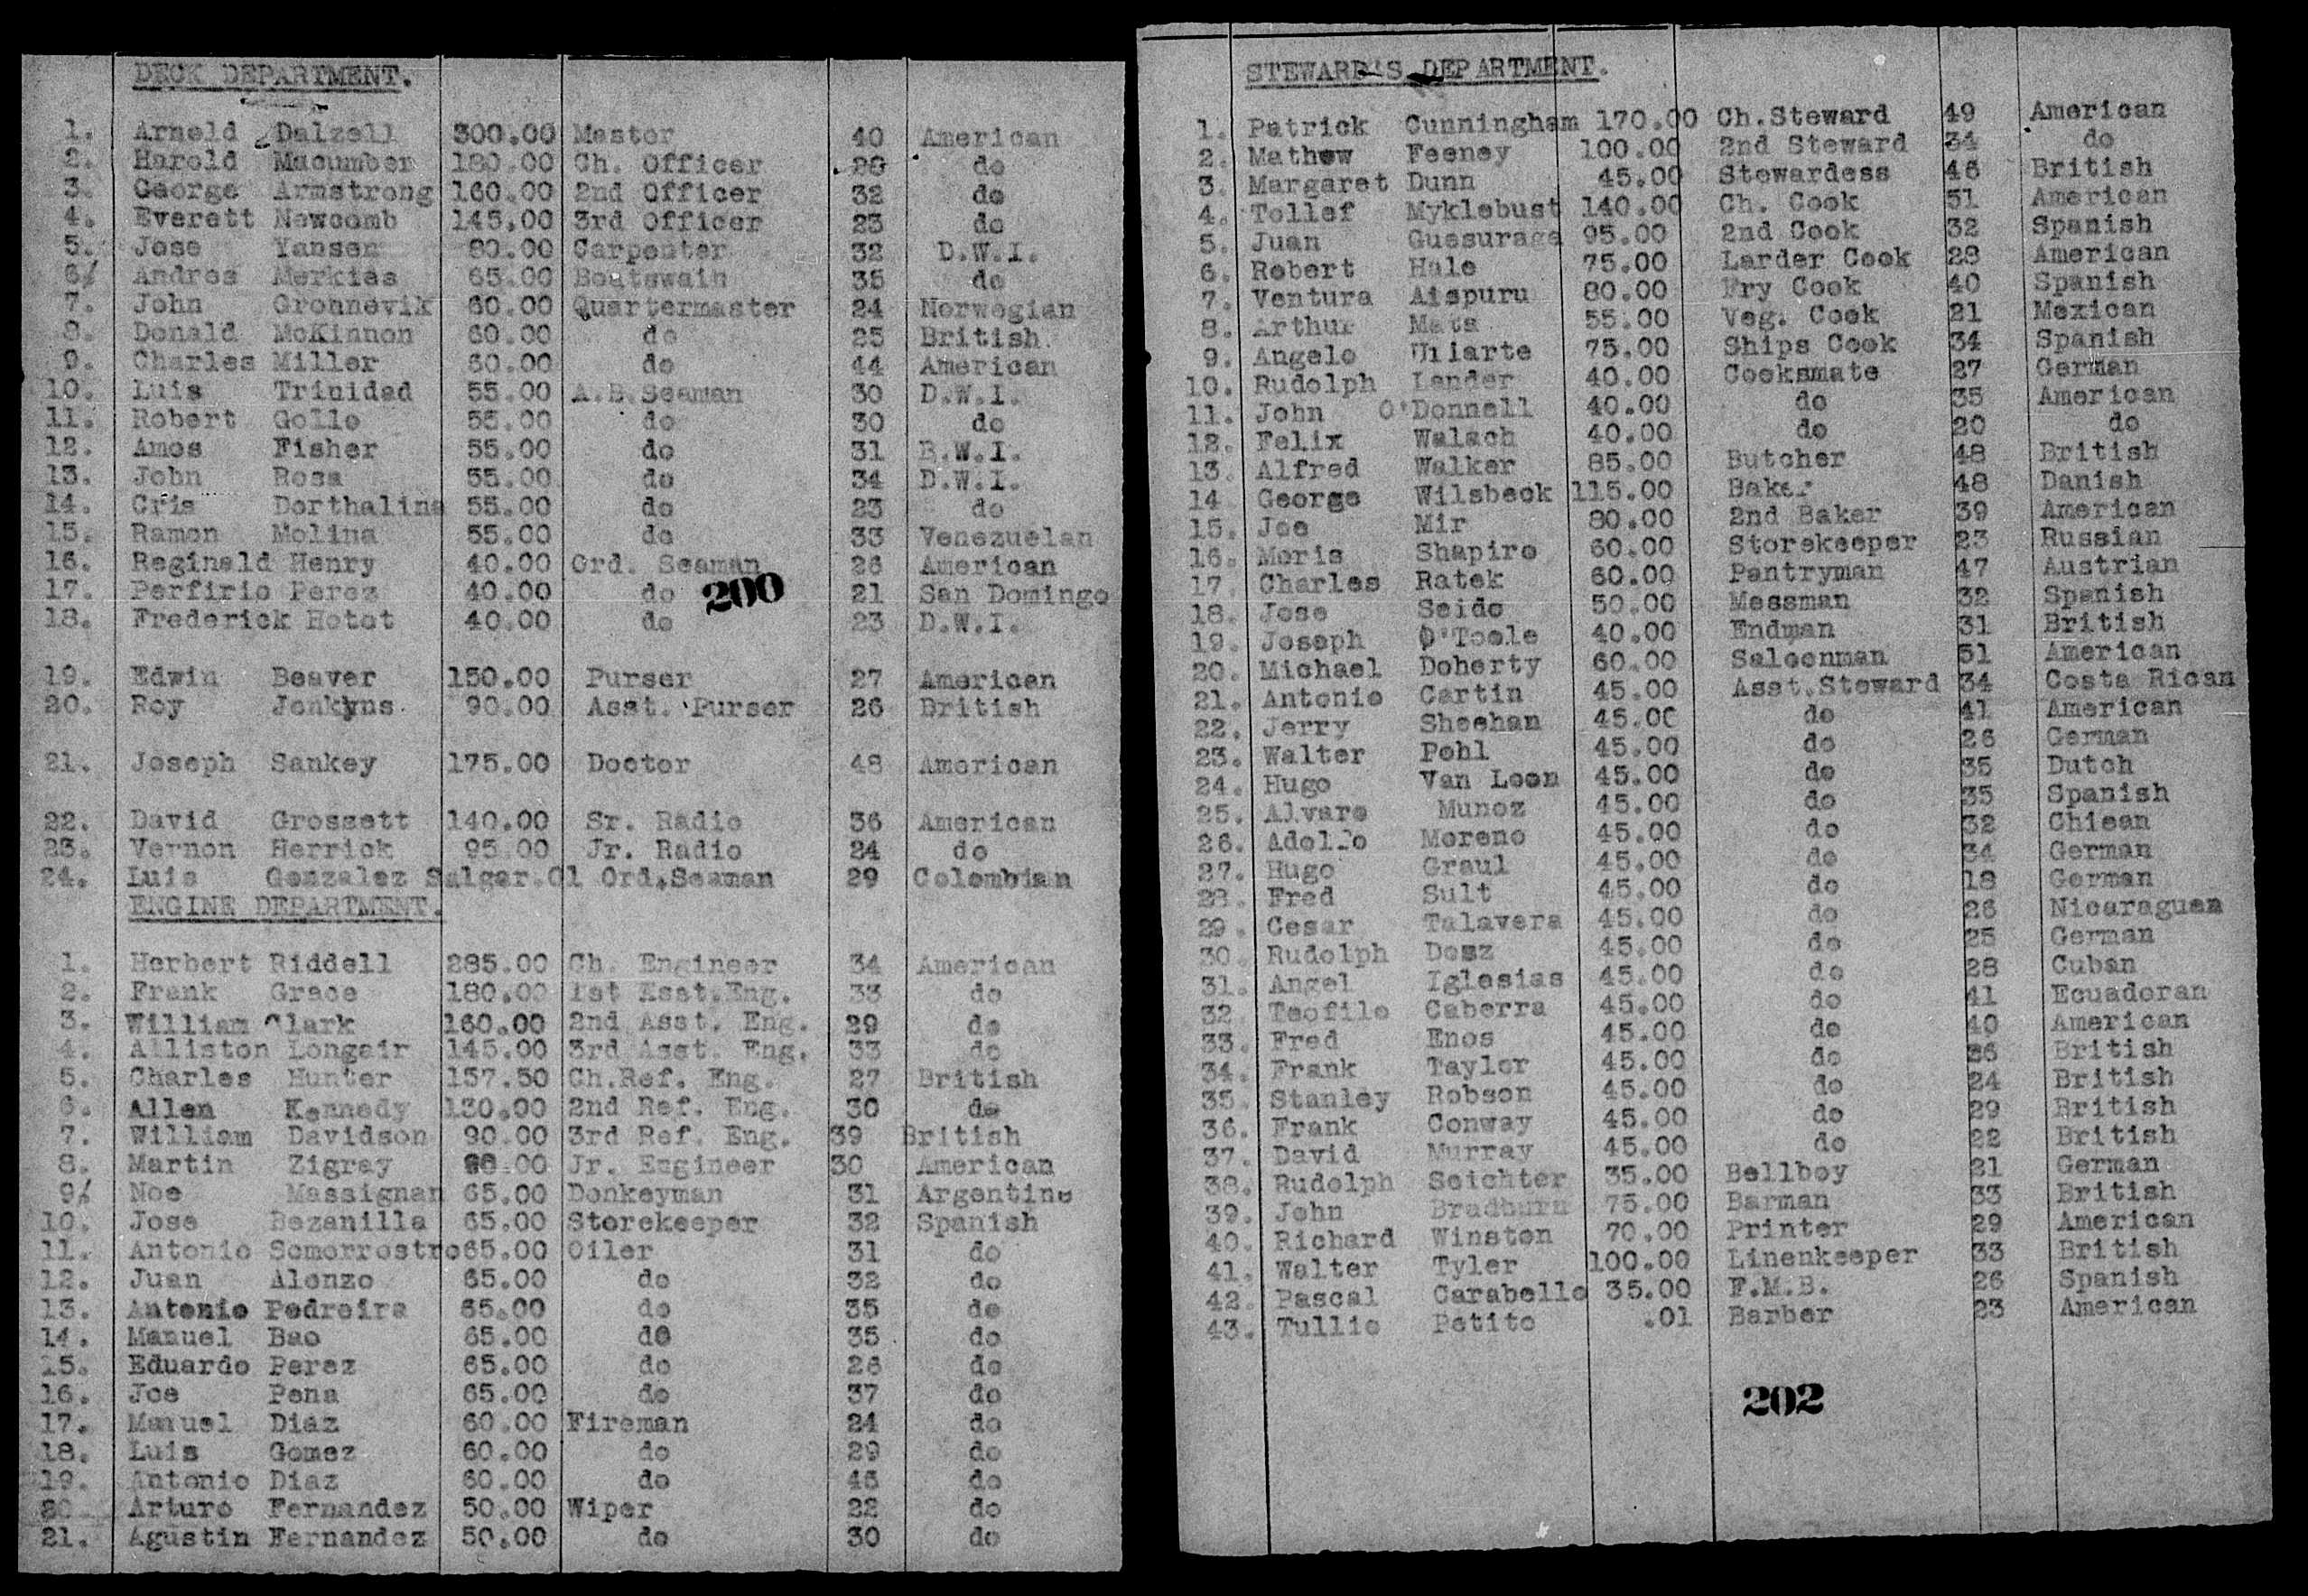 DECK DEPARTMENT.
1. Arnold Dalzell 300.00 Master 40 American
2. Harold Macumber 180.00 Ch. Officer 28 do
3. George Armstrong 160.00 2nd Officer 32 do
4. Everett Newcomb 145.00 3rd Officer 23 do
5. Jose Yansen 80.00 Carpenter 32 D.W.I.
6. Andres Merkies 65.00 Boatswain 35 do
7. John Gronnevik 60.00 Quartermaster 24 Norwegian
8. Donald McKinnon 60.00 do 25 British.
9. Charles Miller 60.00 do 44 American
10. Luis Trinidad 55.00 A.B.Seaman 30 D.W.I.
11. Robert Golle 55.00 do 30 do
12. Amos Fisher 55.00 do 31 B.W.I.
13. John Rosa 55.00 do 34 D.W.I.
14. Cris Dorthalina 55.00 do 23 do
15. Ramon Molina 55.00 do 33 Venezuelan
16. Reginald Henry 40.00 Ord. Seaman 26 American
17. Perfirio Perez 40.00 do 21 San Domingo
200
18. Frederick Hotot 40.00 do 23 D.W.I.
19. Edwin Beaver 150.00 Purser 27 American
20. Roy Jenkyns 90.00 Asst. Purser 26 British
21. Joseph Sankey 175.00 Doctor 48 American
22. David Grossett 140.00 Sr. Radio 36 American
23. Vernon Herrick 95.00 Jr. Radio 24 do
24. Luis Gonzalez Salgar.01 Ord.Seaman 29 Colombian
ENGINE DEPARTMENT.
1. Herbert Riddell 285.00 Ch. Engineer 34 American
2. Frank Grace 180.00 1st Asst.Eng. 33 do
3. William Clark 160.00 2nd Asst. Eng. 29 do
4. Alliston Longair 145.00 3rd Asst. Eng. 33 do
5. Charles Hunter 157.50 Ch.Ref. Eng. 27 British
6. Allen Kennedy 130.00 2nd Ref. Eng. 30 do
7. William Davidson 90.00 3rd Ref. Eng. 39 British
8. Martin Zigray 90.00 Jr. Engineer 30 American
9. Noe Massignan 65.00 Donkeyman 31 Argentine
10. Jose Bezanilla 65.00 Storekeeper 32 Spanish
11. Antonio Somorrostro65.00 Oiler 31 do
12. Juan Alonzo 65.00 do 32 do
13. Antonio Pedreira 65.00 do 35 do
14. Manuel Bao 65.00 do 35 do
15. Eduardo Perez 65.00 do 26 do
16. Joe Pena 65.00 do 37 do
17. Manuel Diaz 60.00 Fireman 24 do
18. Luis Gomez 60.00 do 29 do
19. Antonio Diaz 60.00 do 45 do
20 Arturo Fernandez 50.00 Wiper 22 do
21. Agustin Fernandez 50.00 do 30 do
STEWARD'S DEPARTMENT.
1. Patrick Cunningham 170.00 Ch.Steward 49 American
2. Mathew Feeney 100.00 2nd Steward 34 do
3. Margaret Dunn 45.00 Stewardess 46 British
4. Tollef Myklebust 140.00 Ch. Cook 51 American
5. Juan Guesuraga 95.00 2nd Cook 32 Spanish
6. Robert Hale 75.00 Larder Cook 28 American
7. Ventura Aispuru 80.00 Fry Cook 40 Spanish
8. Arthur Mata 55.00 Veg. Cook 21 Mexican
9. Angelo Uriarte 75.00 Ships Cook 34 Spanish
10. Rudolph Lander 40.00 Cooksmate 27 German
11. John O'Donnell 40.00 do 35 American
12. Felix Walach 40.00 do 20 do
13. Alfred Walker 85.00 Butcher 48 British
14 George Wilsbeck 115.00 Baker 48 Danish
15. Joe Mir 80.00 2nd Baker 39 American
16. Moris Shapiro 60.00 Storekeeper 23 Russian
17. Charles Ratek 60.00 Pantryman 47 Austrian
18. Jose Seido 50.00 Messman 32 Spanish
19. Joseph O'Toole 40.00 Endman 31 British
20. Michael Doherty 60.00 Saloonman 51 American
21. Antonio Cartin 45.00 Asst.Steward 34 Costa Rican
22. Jerry Sheehan 45.00 do 41 American
23. Walter Pohl 45.00 do 26 German
24. Hugo Van Loon 45.00 do 35 Dutch
25. Alvaro Munoz 45.00 do 35 Spanish
26. Adolfo Moreno 45.00 do 32 Chiean
27. Hugo Graul 45.00 do 34 German
28. Fred Sult 45.00 do 18 German
29. Cesar Talavera 45.00 do 26 Nicaraguan
30. Rudolph Dosz 45.00 do 25 German
31. Angel Iglesias 45.00 do 28 Cuban
32 Teofilo Caberra 45.00 do 41 Ecuadoran
33. Fred Enos 45.00 do 40 American
34. Frank Taylor 45.00 do 36 British
35. Stanley Robson 45.00 do 24 British
36. Frank Conway 45.00 do 29 British
37. David Murray 45.00 do 22 British
38. Rudolph Seichter 35.00 Bellboy 21 German
39. John Bradburn 75.00 Barman 33 British
40. Richard Winston 70.00 Printer 29 American
41. Walter Tyler 100.00 Linenkeeper 33 British
42. Pascal Carabello 35.00 F.M.B. 26 Spanish
43. Tullio Petito .01 Barber 23 American
202